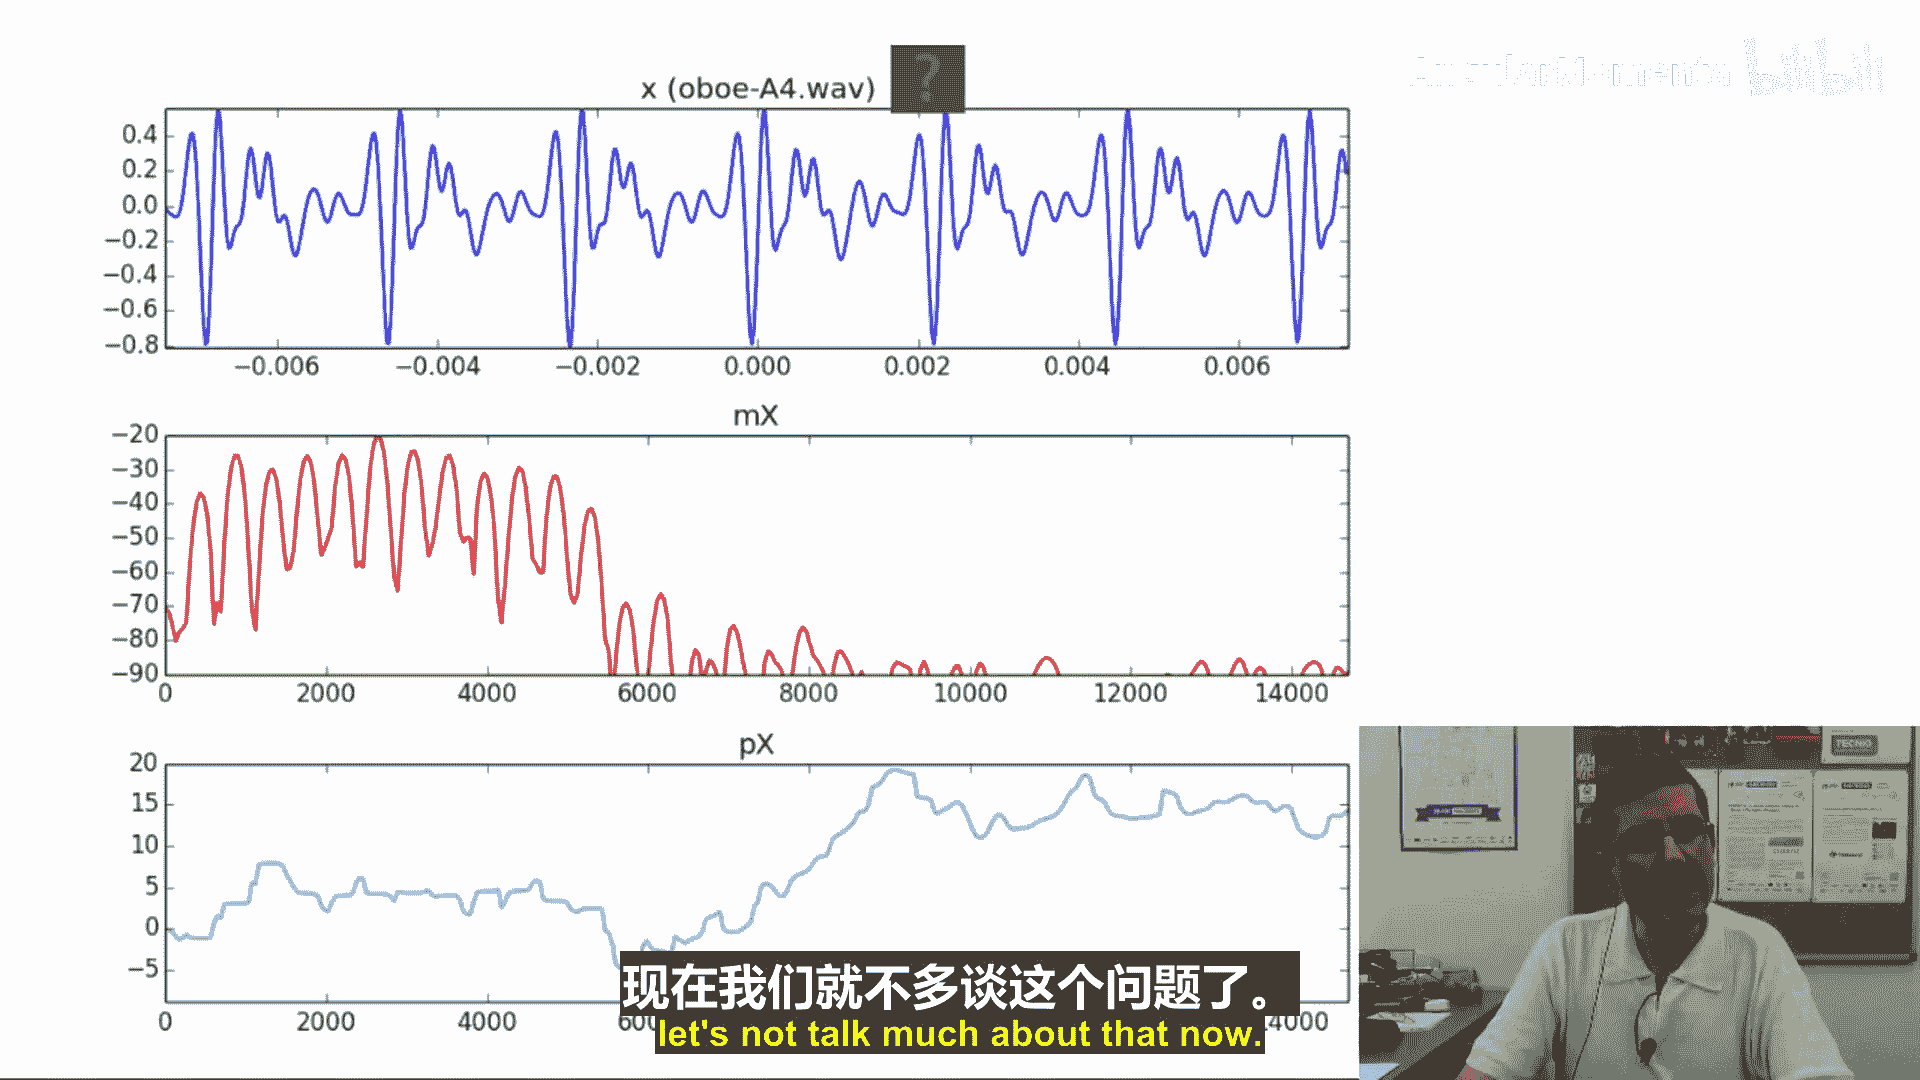 x (oboe-A4.wav)
?
0.4
0.2
0.0
−0.2
−0.4
−0.6
−0.8
−0.006 −0.004 −0.002 0.000 0.002 0.004 0.006
mX
−20
−30
−40
−50
−60
−70
−80
−90
0 2000 4000 6000 8000 10000 12000 14000
pX
20
15
10
5
0
−5
0 2000 4000
现在我们就不多谈这个问题了。
let's not talk much about that now.
bilibili
TECNIO